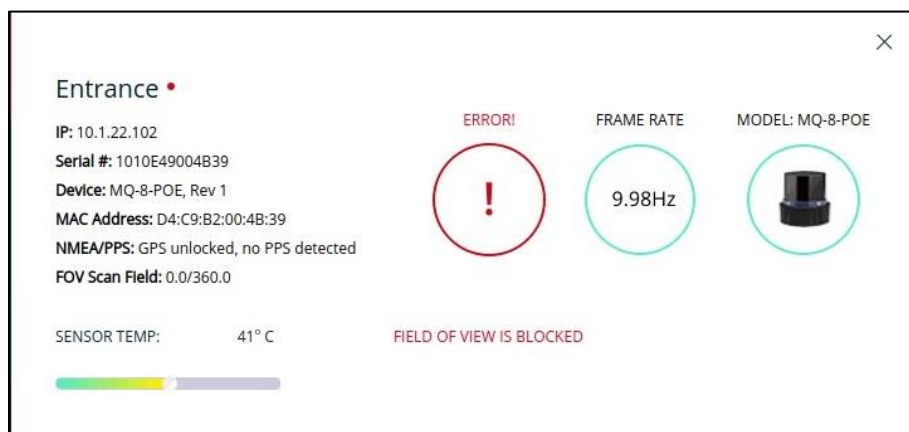 Entrance
IP: 10.1.22.102
Serial #: 1010E49004B39
Device: MQ-8-POE, Rev 1
MAC Address: D4:C9:B2:00:4B:39
NMEA/PPS: GPS unlocked, no PPS detected
FOV Scan Field: 0.0/360.0
ERROR!
!
FRAME RATE
9.98Hz
MODEL: MQ-8-POE
SENSOR TEMP: 41° C
FIELD OF VIEW IS BLOCKED